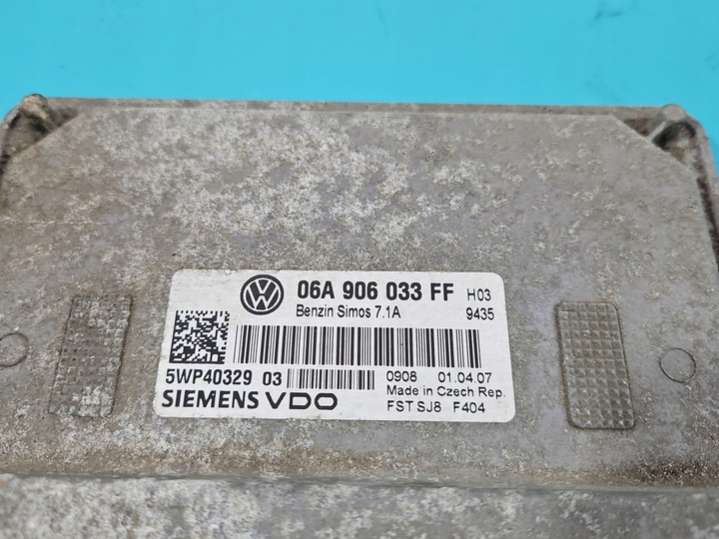 06A 906 033 FF H03
Benzin Simos 7.1A 9435
5WP40329 03 0908 01.04.07
Made in Czech Rep.
SIEMENS VDO FST SJ8 F404